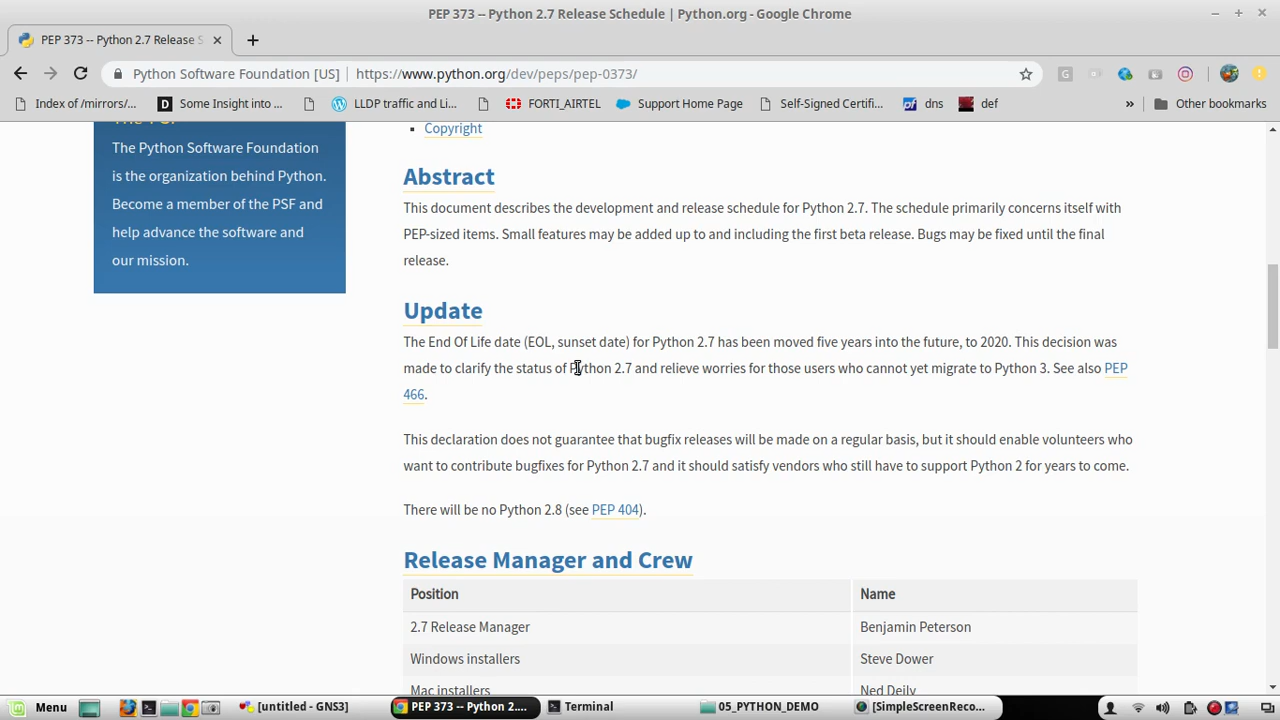 PEP 373 -- Python 2.7 Release Schedule | Python.org - Google Chrome
PEP 373 -- Python 2.7 Release S
Python Software Foundation [US] | https://www.python.org/dev/peps/pep-0373/
Index of /mirrors/... Some Insight into ... LLDP traffic and Li... FORTI_AIRTEL Support Home Page Self-Signed Certifi... dns def » Other bookmarks
The PSF
The Python Software Foundation
is the organization behind Python.
Become a member of the PSF and
help advance the software and
our mission.
Copyright
Abstract
This document describes the development and release schedule for Python 2.7. The schedule primarily concerns itself with
PEP-sized items. Small features may be added up to and including the first beta release. Bugs may be fixed until the final
release.
Update
The End Of Life date (EOL, sunset date) for Python 2.7 has been moved five years into the future, to 2020. This decision was
made to clarify the status of Python 2.7 and relieve worries for those users who cannot yet migrate to Python 3. See also PEP
466.
This declaration does not guarantee that bugfix releases will be made on a regular basis, but it should enable volunteers who
want to contribute bugfixes for Python 2.7 and it should satisfy vendors who still have to support Python 2 for years to come.
There will be no Python 2.8 (see PEP 404).
Release Manager and Crew
Position Name
2.7 Release Manager Benjamin Peterson
Windows installers Steve Dower
Mac installers Ned Deily
Menu [untitled - GNS3] PEP 373 -- Python 2.... Terminal 05_PYTHON_DEMO [SimpleScreenReco...